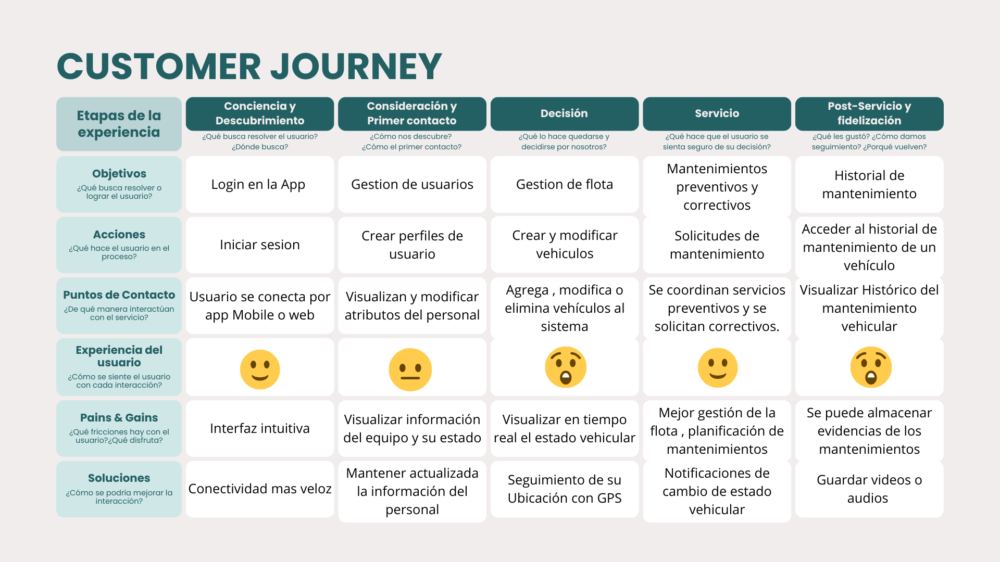 CUSTOMER JOURNEY
Etapas de la
experiencia
Conciencia y
Descubrimiento
¿Qué busca resolver el usuario?
¿Dónde busca?
Consideración y
Primer contacto
¿Cómo nos descubre?
¿Cómo el primer contacto?
Decisión
¿Qué lo hace quedarse y
decidirse por nosotros?
Servicio
¿Qué hace que el usuario se
sienta seguro de su decisión?
Post-Servicio y
fidelización
¿Qué les gustó? ¿Cómo damos
seguimiento? ¿Porqué vuelven?
Objetivos
¿Qué busca resolver o
lograr el usuario?
Login en la App
Gestion de usuarios
Gestion de flota
Mantenimientos
preventivos y
correctivos
Historial de
mantenimiento
Acciones
¿Qué hace el usuario en el
proceso?
Iniciar sesion
Crear perfiles de
usuario
Crear y modificar
vehiculos
Solicitudes de
mantenimiento
Acceder al historial de
mantenimiento de un
vehículo
Puntos de Contacto
¿De qué manera interactúan
con el servicio?
Usuario se conecta por
app Mobile o web
Visualizan y modificar
atributos del personal
Agrega , modifica o
elimina vehículos al
sistema
Se coordinan servicios
preventivos y se
solicitan correctivos.
Visualizar Histórico del
mantenimiento
vehicular
Experiencia del
usuario
¿Cómo se siente el usuario
con cada interacción?
Pains & Gains
¿Qué fricciones hay con el
usuario?¿Qué disfruta?
Interfaz intuitiva
Visualizar información
del equipo y su estado
Visualizar en tiempo
real el estado vehicular
Mejor gestión de la
flota , planificación de
mantenimientos
Se puede almacenar
evidencias de los
mantenimientos
Soluciones
¿Cómo se podría mejorar la
interacción?
Conectividad mas veloz
Mantener actualizada
la información del
personal
Seguimiento de su
Ubicación con GPS
Notificaciones de
cambio de estado
vehicular
Guardar videos o
audios